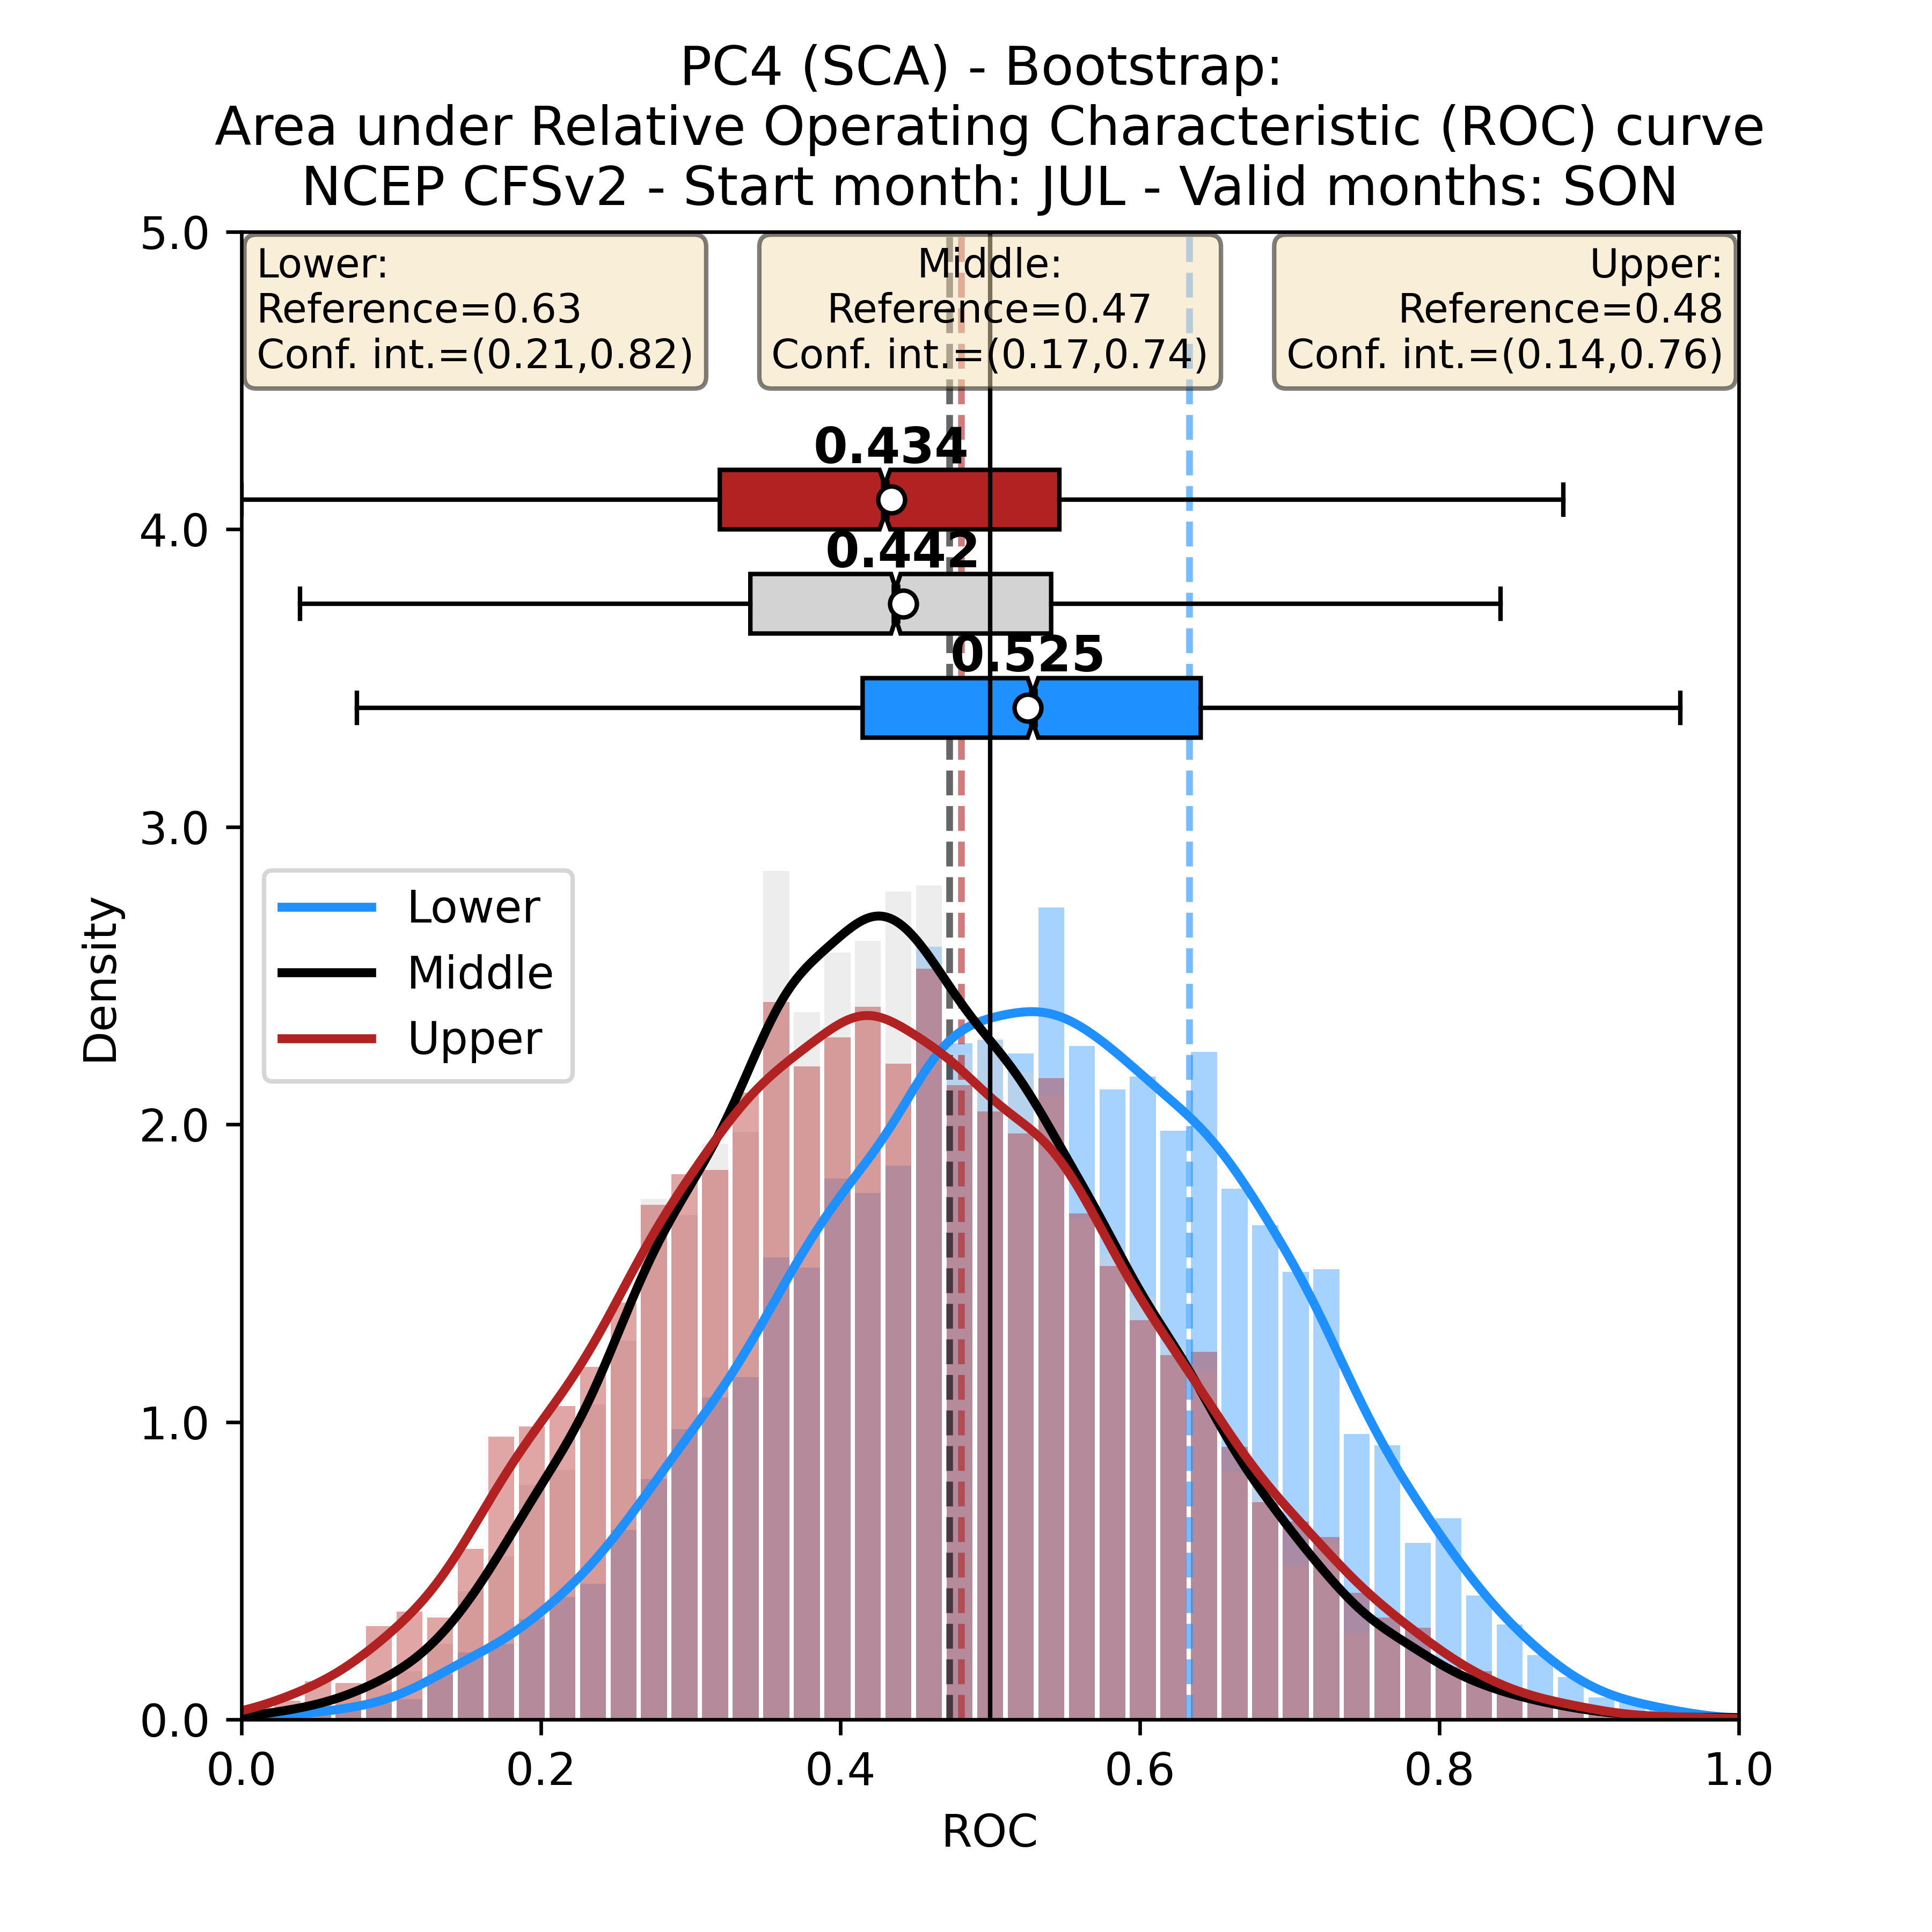 PC4 (SCA) - Bootstrap:
Area under Relative Operating Characteristic (ROC) curve
NCEP CFSv2 - Start month: JUL - Valid months: SON
Lower:
Reference=0.63
Conf. int.=(0.21,0.82)
Middle:
Reference=0.47
Conf. int.=(0.17,0.74)
Upper:
Reference=0.48
Conf. int.=(0.14,0.76)
0.434
0.442
0.525
Lower
Middle
Upper
5.0
4.0
3.0
2.0
1.0
0.0
Density
0.0 0.2 0.4 0.6 0.8 1.0
ROC